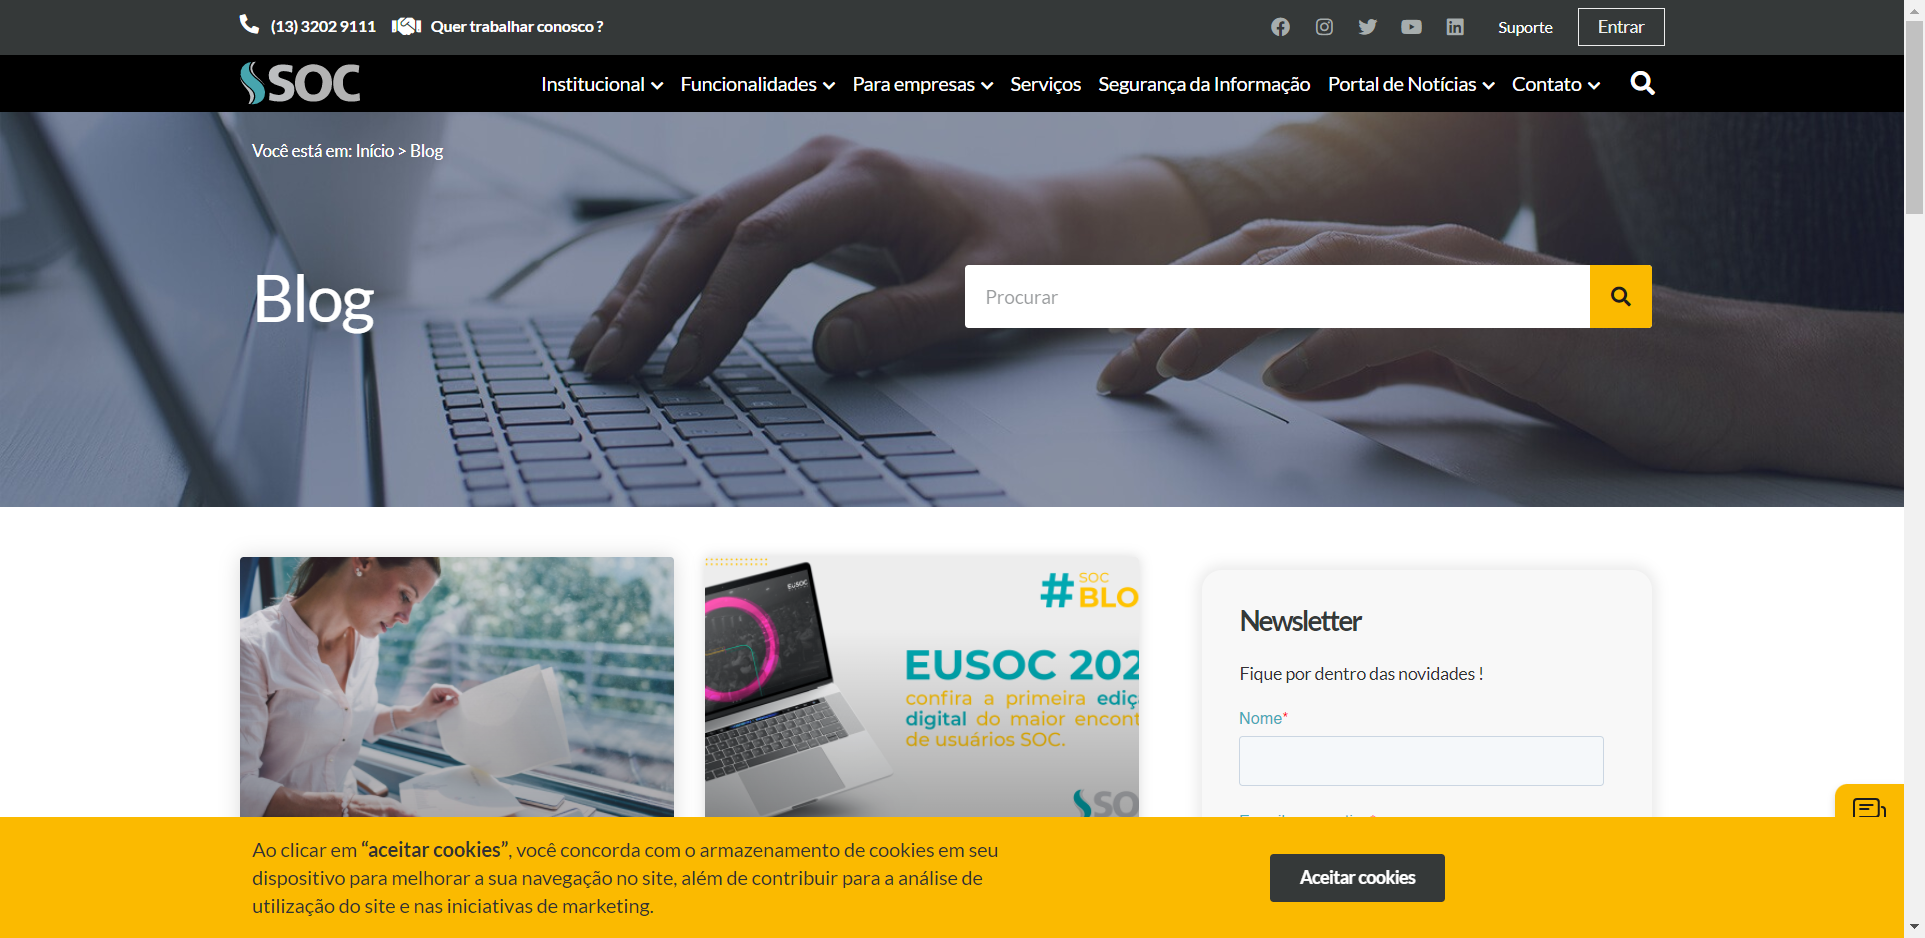 (13) 3202 9111
Quer trabalhar conosco ?
Suporte
Entrar
SOC
Institucional
Funcionalidades
Para empresas
Serviços
Segurança da Informação
Portal de Notícias
Contato
Você está em: Início > Blog
Blog
Procurar
EUSOC
#
SOC
BLO
EUSOC 202
confira a primeira ediç
digital do maior encont
de usuários SOC.
SO
Newsletter
Fique por dentro das novidades !
Nome*
Ao clicar em “aceitar cookies”, você concorda com o armazenamento de cookies em seu
dispositivo para melhorar a sua navegação no site, além de contribuir para a análise de
utilização do site e nas iniciativas de marketing.
Aceitar cookies